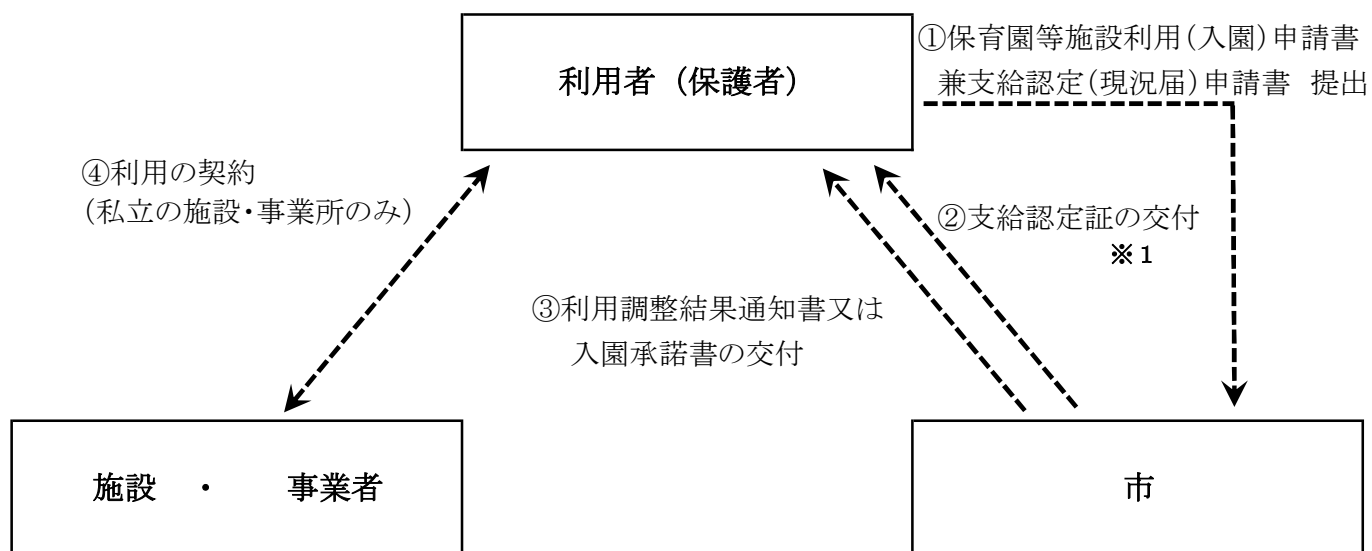 ①保育園等施設利用(入園)申請書
兼支給認定(現況届)申請書 提出
利用者(保護者)
④利用の契約
(私立の施設・事業所のみ)
②支給認定証の交付
※1
③利用調整結果通知書又は
入園承諾書の交付
施設 ・ 事業者
市